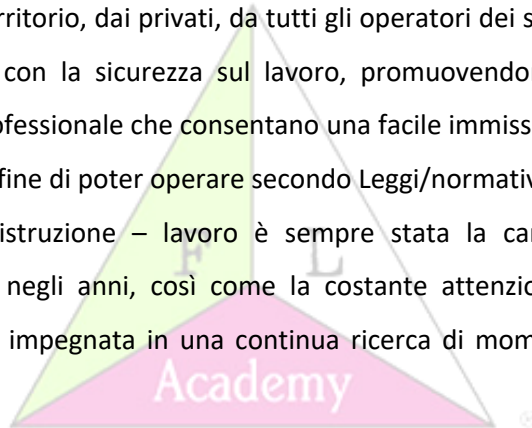 rritorio, dai privati, da tutti gli operatori dei s
con la sicurezza sul lavoro, promuovendo
ofessionale che consentano una facile immiss
fine di poter operare secondo Leggi/normativ
istruzione – lavoro è sempre stata la car
F L
negli anni, così come la costante attenzio
impegnata in una continua ricerca di mom
Academy